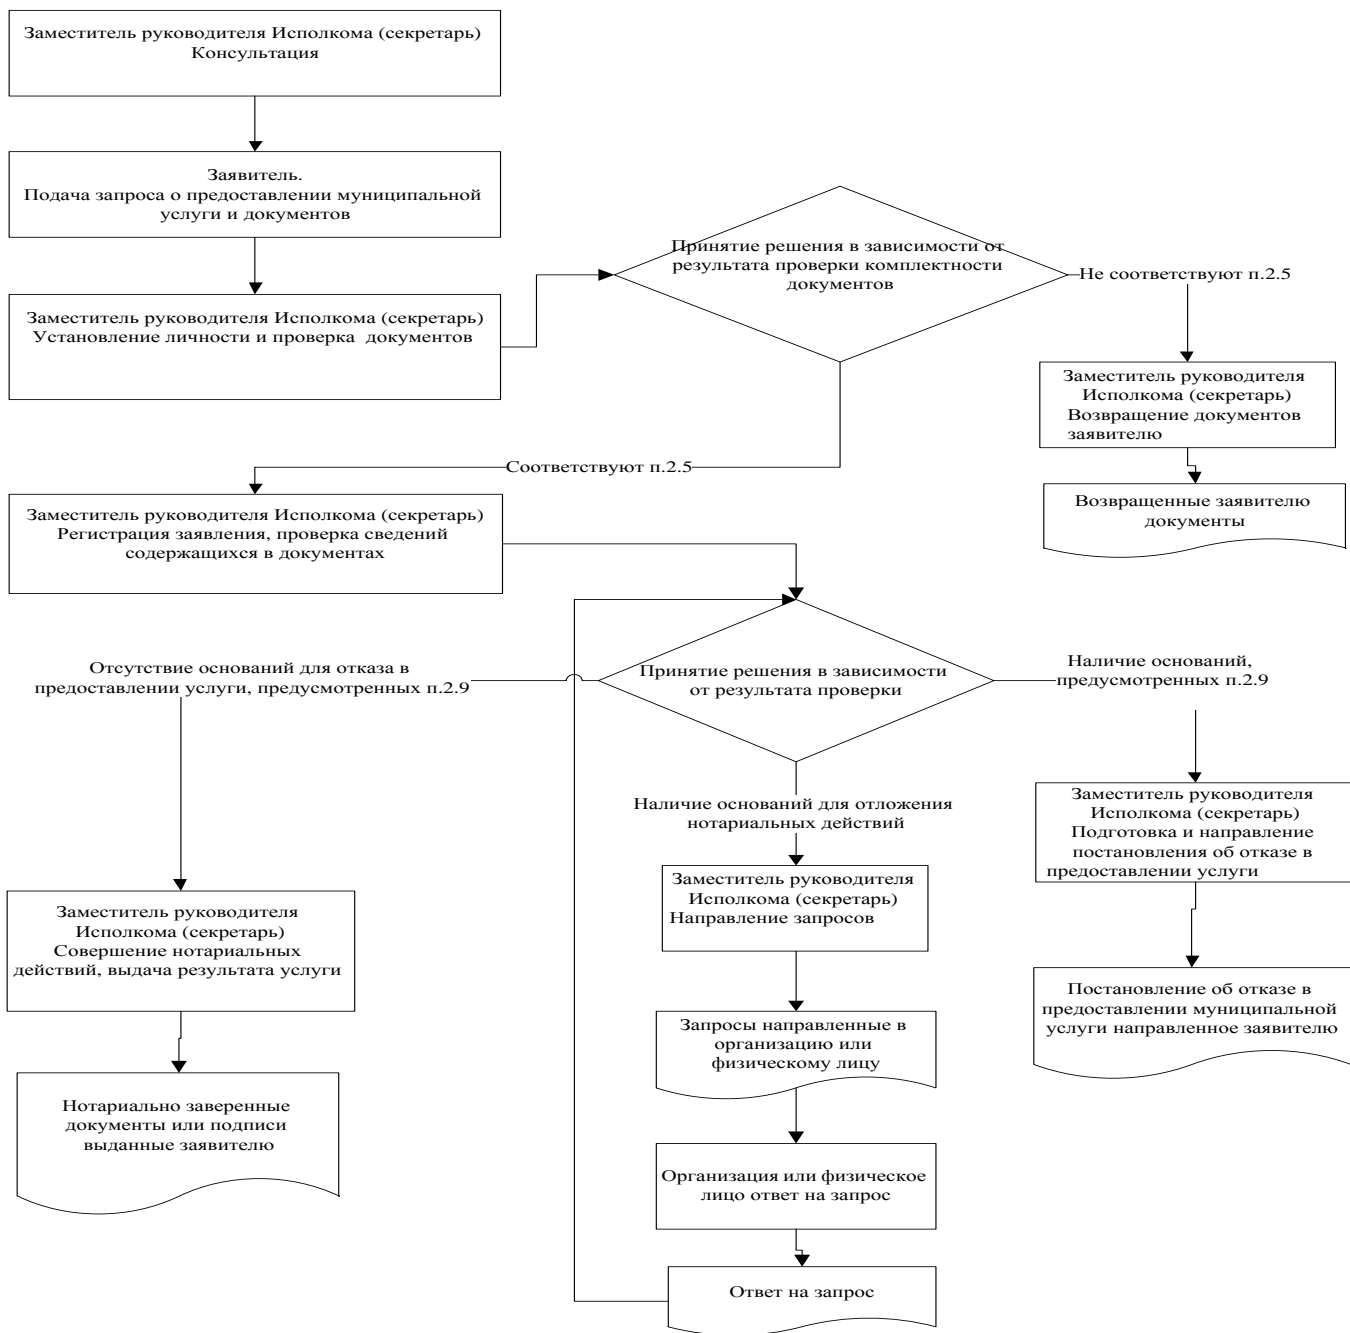 Заместитель руководителя Исполкома (секретарь)
Консультация
Заявитель.
Подача запроса о предоставлении муниципальной
услуги и документов
Заместитель руководителя Исполкома (секретарь)
Установление личности и проверка документов
Принятие решения в зависимости от
результата проверки комплектности
документов
Не соответствуют п.2.5
Заместитель руководителя
Исполкома (секретарь)
Возвращение документов
заявителю
Возвращенные заявителю
документы
Соответствуют п.2.5
Заместитель руководителя Исполкома (секретарь)
Регистрация заявления, проверка сведений
содержащихся в документах
Принятие решения в зависимости
от результата проверки
Отсутствие оснований для отказа в
предоставлении услуги, предусмотренных п.2.9
Наличие оснований,
предусмотренных п.2.9
Наличие оснований для отложения
нотариальных действий
Заместитель руководителя
Исполкома (секретарь)
Совершение нотариальных
действий, выдача результата услуги
Нотариально заверенные
документы или подписи
выданные заявителю
Заместитель руководителя
Исполкома (секретарь)
Направление запросов
Запросы направленные в
организацию или
физическому лицу
Организация или физическое
лицо ответ на запрос
Ответ на запрос
Заместитель руководителя
Исполкома (секретарь)
Подготовка и направление
постановления об отказе в
предоставлении услуги
Постановление об отказе в
предоставлении муниципальной
услуги направленное заявителю